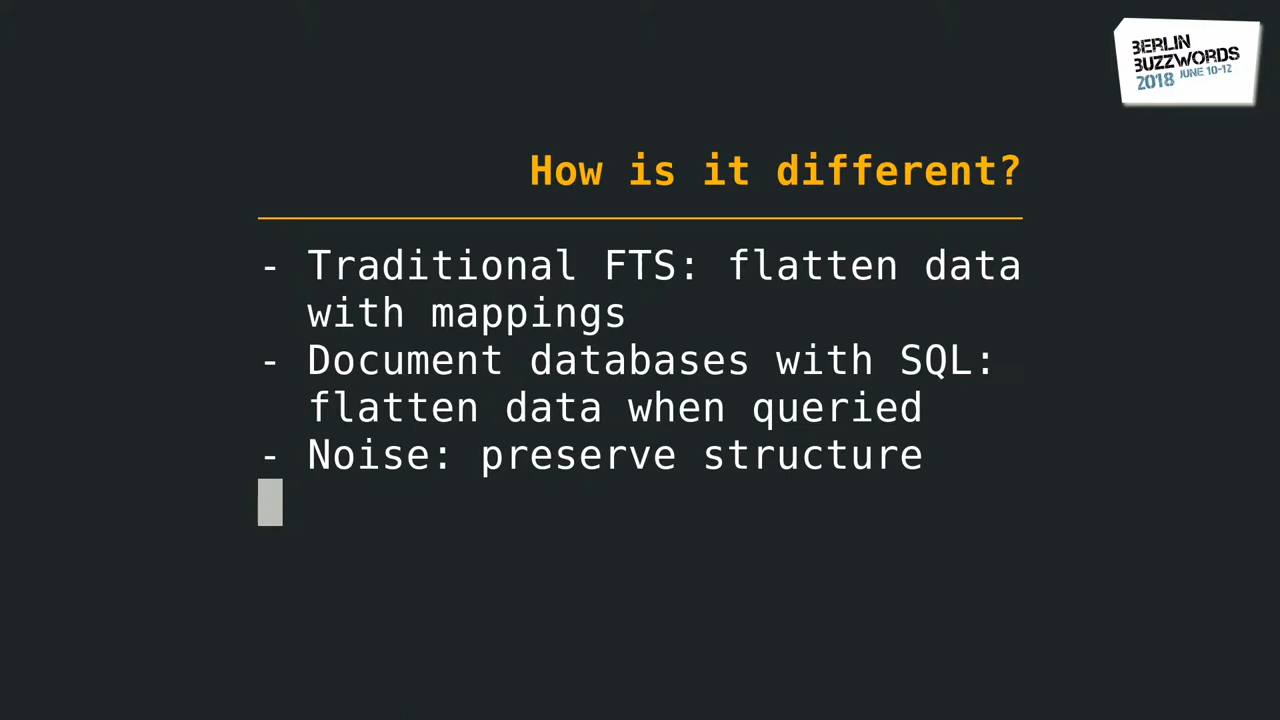 BERLIN
BUZZWORDS
2018 JUNE 10-12
How is it different?
- Traditional FTS: flatten data
with mappings
- Document databases with SQL:
flatten data when queried
- Noise: preserve structure